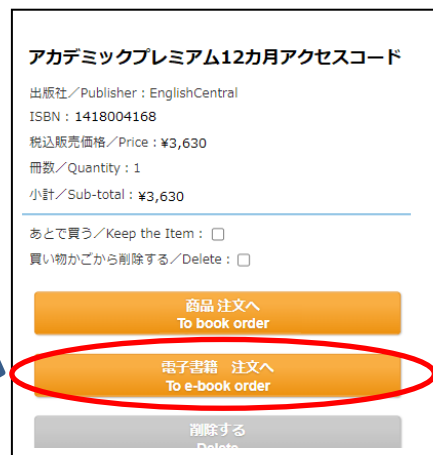 アカデミックプレミアム12カ月アクセスコード
出版社／Publisher：EnglishCentral
ISBN：1418004168
税込販売価格／Price：¥3,630
冊数／Quantity：1
小計／Sub-total：¥3,630
あとで買う／Keep the Item：
買い物かごから削除する／Delete：
商品 注文へ
To book order
電子書籍　注文へ
To e-book order
削除する
Delete